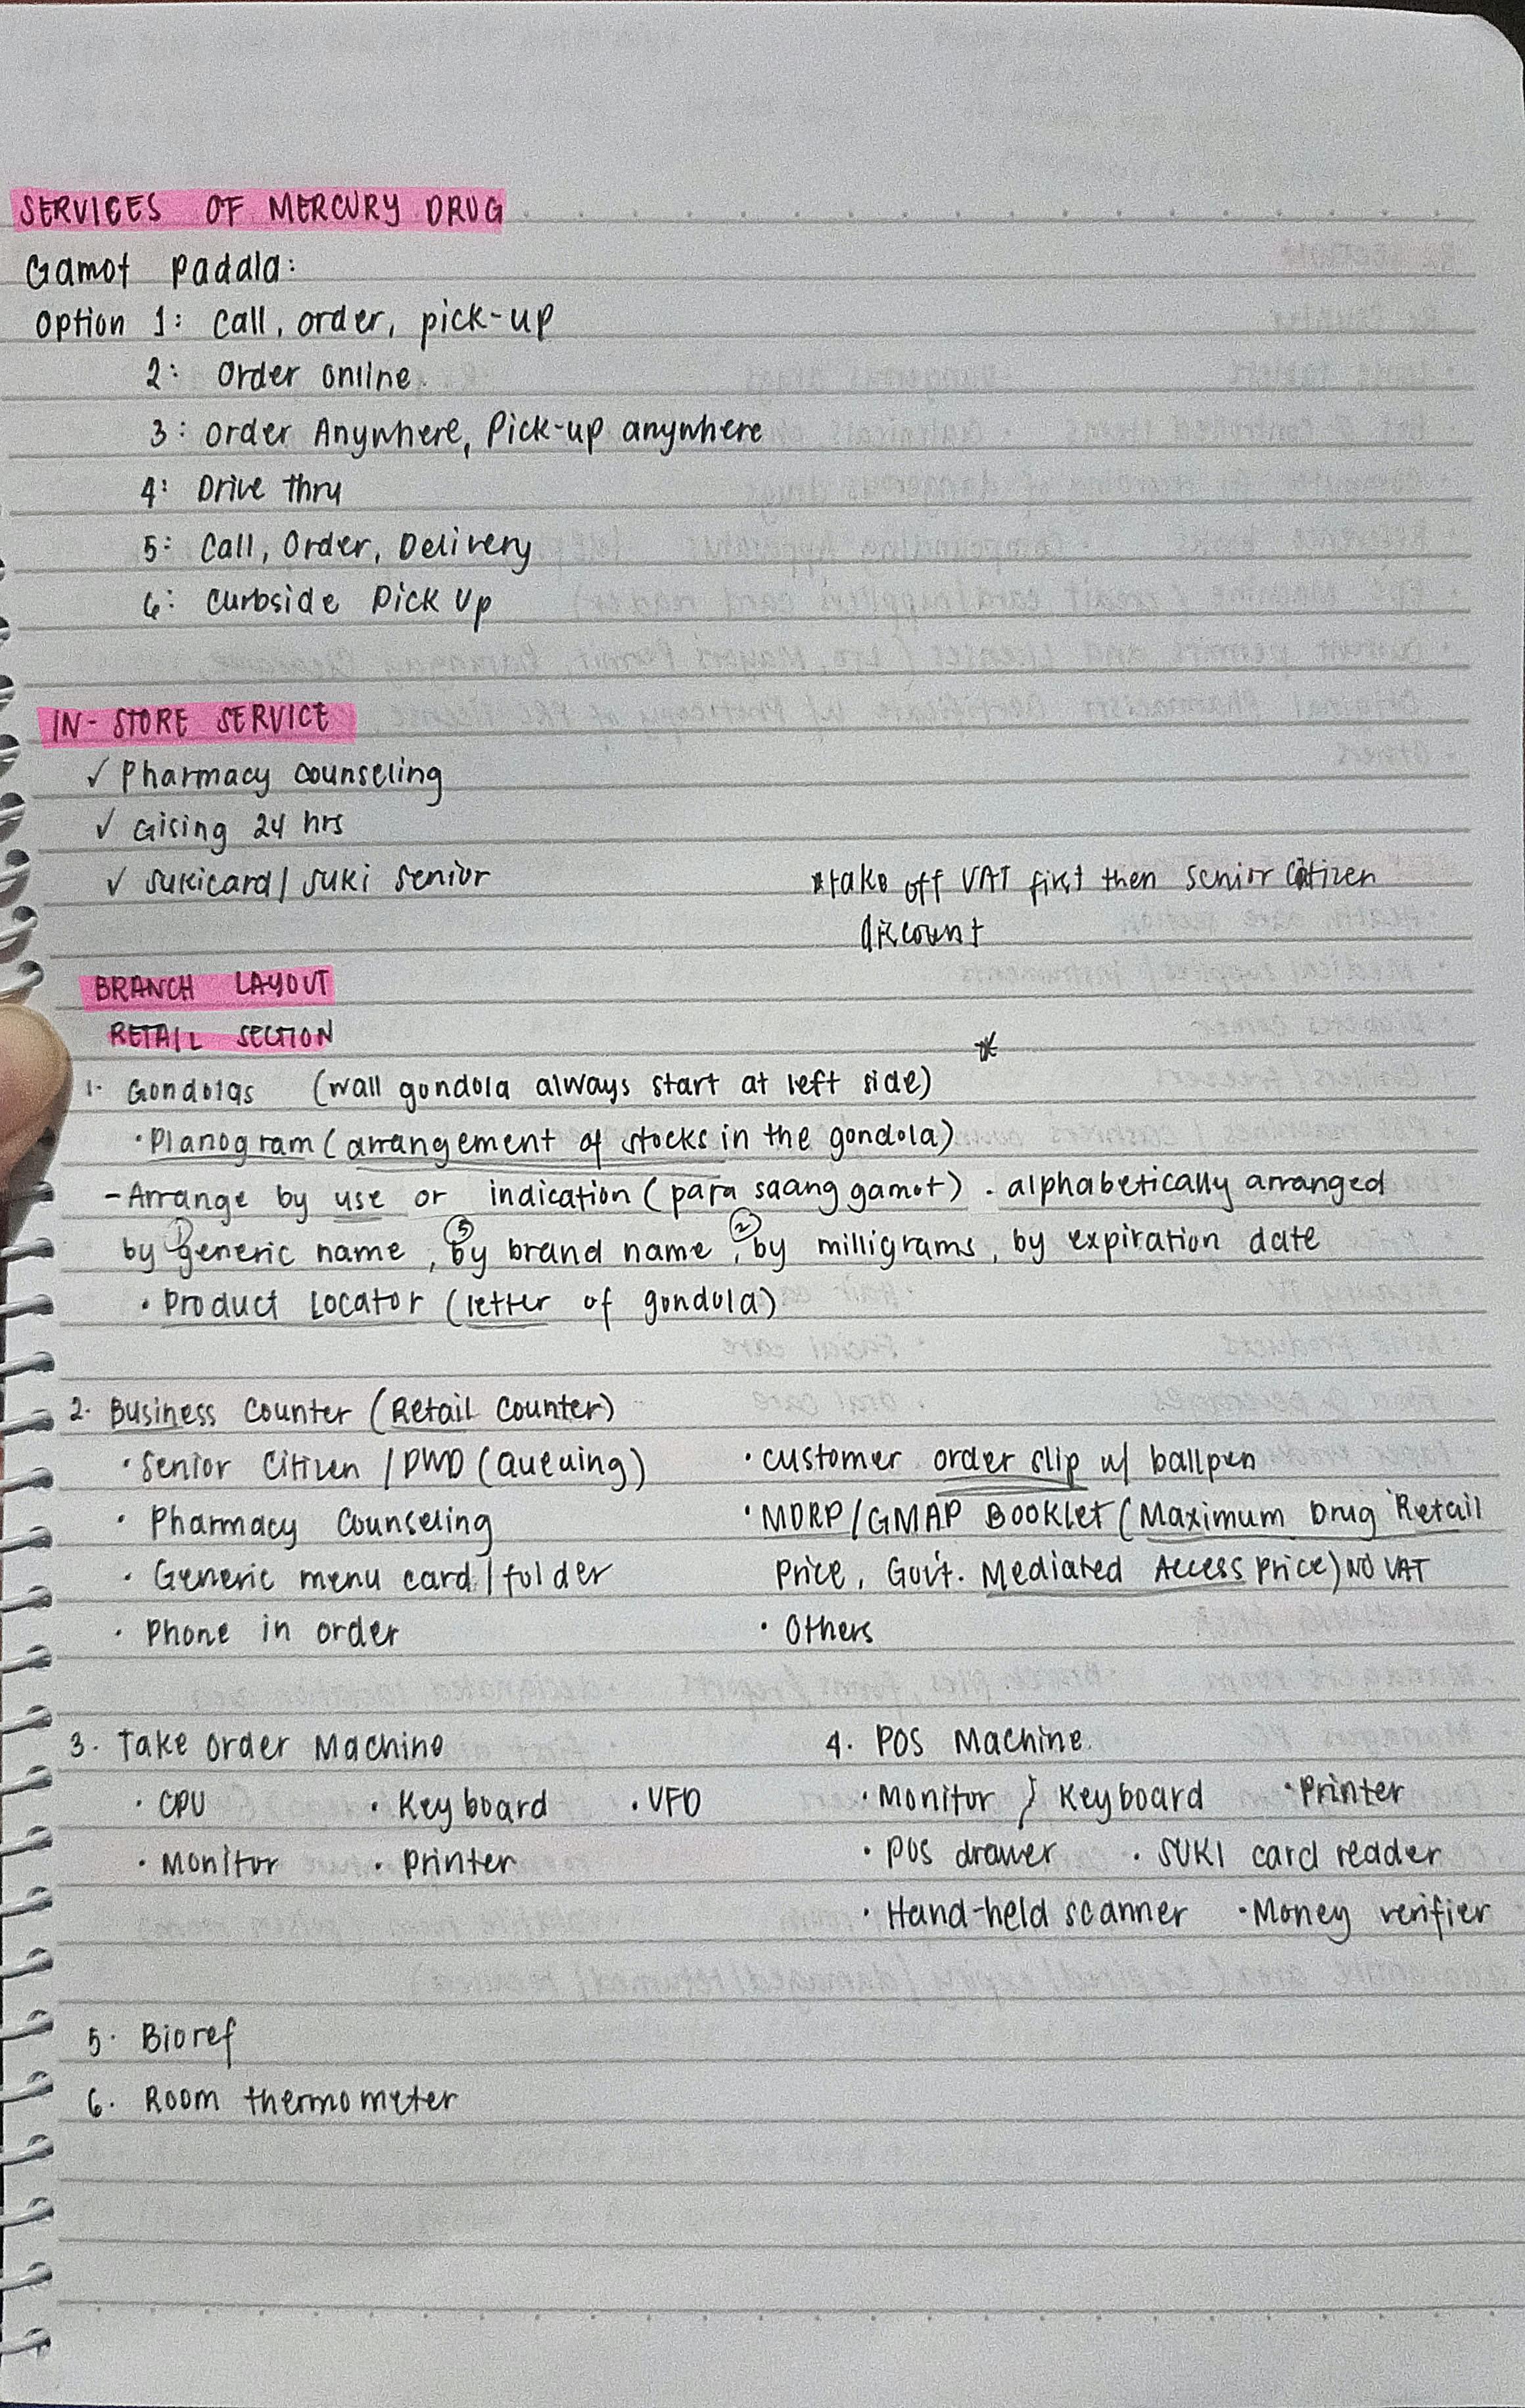 SERVICES OF MERCURY DRUG
Gamot Padala:
Option 1: Call, order, pick-up
2: Order online
3: Order Anywhere, Pick-up anywhere
4: Drive thru
5: Call, Order, Delivery
6: Curbside Pick Up
IN-STORE SERVICE
✓ Pharmacy counseling
✓ Gising 24 hrs
✓ Sukicard/ SUKI Senior
*take off VAT first then Senior Citizen
discount
BRANCH LAYOUT
RETAIL SECTION
*
1. Gondolas (wall gondola always start at left side)
• Planogram (arrangement of stocks in the gondola)
- Arrange by use or indication (para saang gamot). alphabetically arranged
① ③ ②
by generic name, by brand name, by milligrams, by expiration date
• Product Locator (letter of gondola)
2. Business Counter (Retail Counter)
• Senior Citizen / PWD (Queuing)
• Pharmacy Counseling
• Generic menu card/folder
• Phone in order
• customer order slip w/ ballpen
• MDRP/GMAP BOOKLET (Maximum Drug Retail
Price, Gov't. Mediated Access Price) NO VAT
• Others
3. Take Order Machine
• CPU • Keyboard • VFD
• Monitor • Printer
4. POS Machine
• Monitor } Keyboard • Printer
• POS drawer • SUKI card reader
• Hand-held scanner • Money verifier
5. Bioref
6. Room thermometer